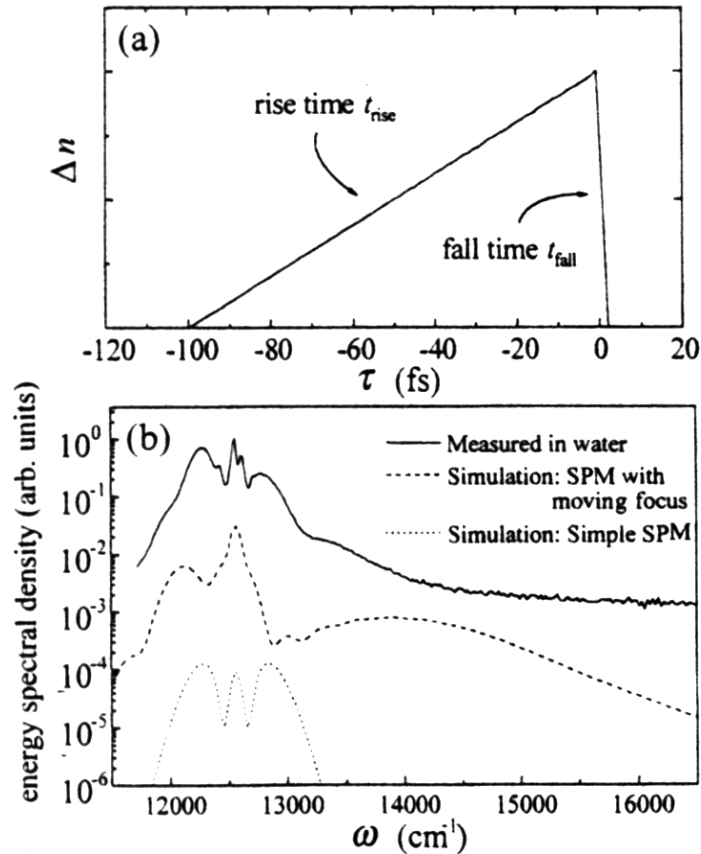 (a)
rise time t_rise
fall time t_fall
Δn
-120 -100 -80 -60 -40 -20 0 20
τ (fs)
(b)
Measured in water
Simulation: SPM with
moving focus
Simulation: Simple SPM
energy spectral density (arb. units)
10⁰
10⁻¹
10⁻²
10⁻³
10⁻⁴
10⁻⁵
10⁻⁶
12000 13000 14000 15000 16000
ω (cm⁻¹)